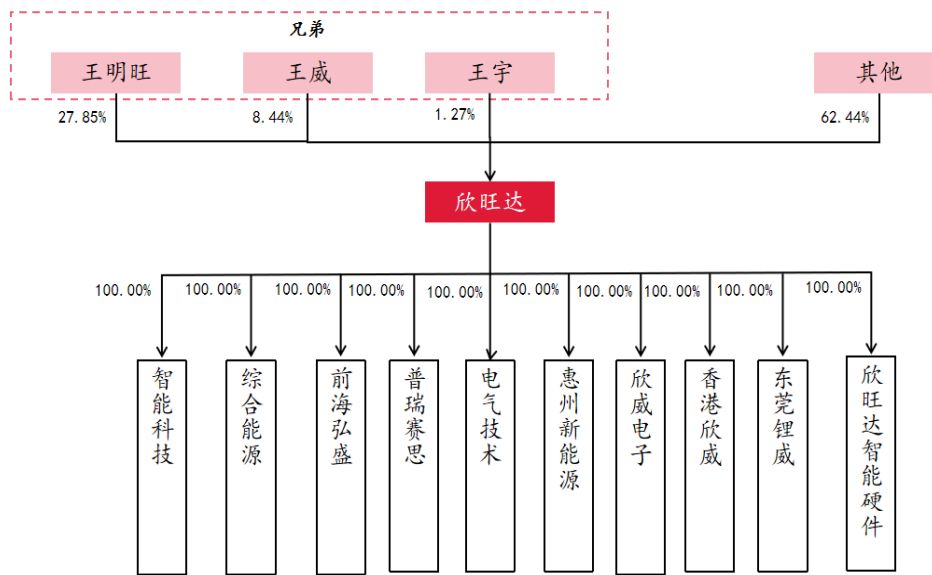 兄弟
王明旺
王威
王宇
其他
27.85%
8.44%
1.27%
62.44%
欣旺达
100.00%
100.00%
100.00%
100.00%
100.00%
100.00%
100.00%
100.00%
100.00%
智能科技
综合能源
前海弘盛
普瑞赛思
电气技术
惠州新能源
欣威电子
香港欣威
东莞锂威
欣旺达智能硬件